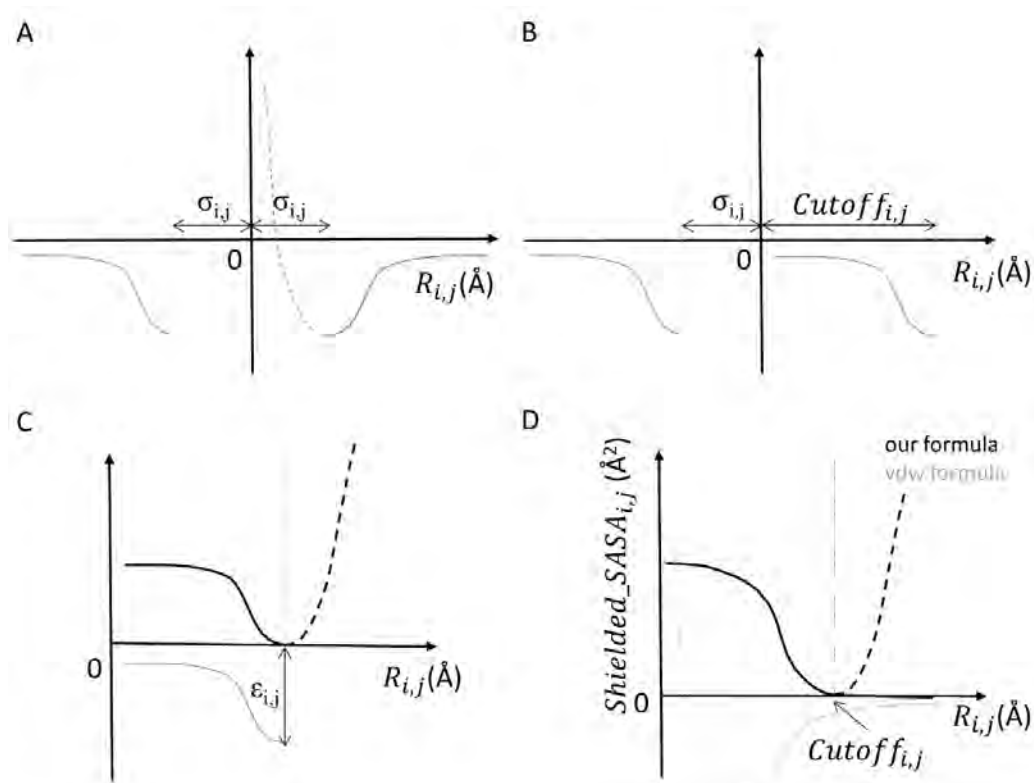 A
σi,j
σi,j
0
Ri,j(Å)
B
σi,j
Cutoffi,j
0
Ri,j(Å)
C
0
Ri,j(Å)
εi,j
D
Shielded_SASAi,j (Å²)
our formula
vdw formula
0
Ri,j(Å)
Cutoffi,j